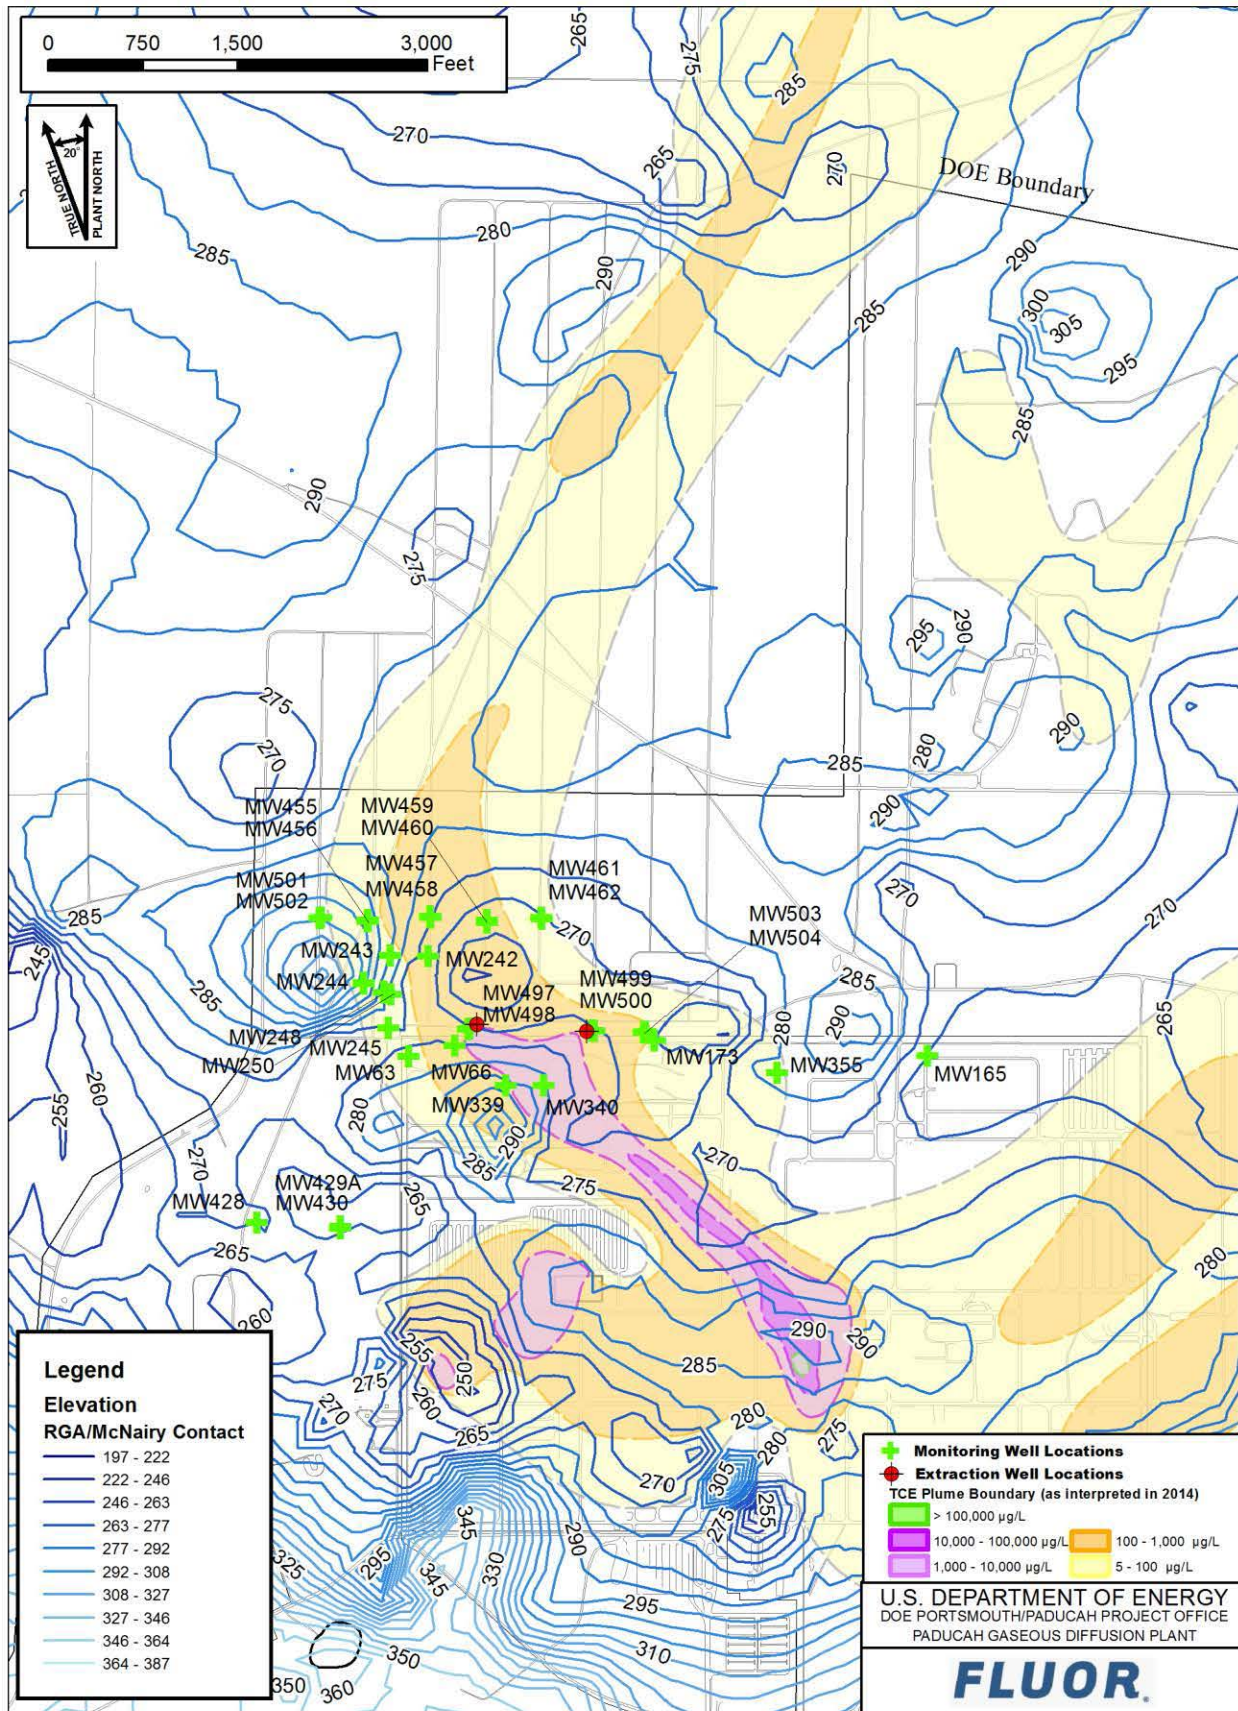 0 750 1,500 3,000
Feet
TRUE NORTH
20°
PLANT NORTH
265
275
285
270
265
270
DOE Boundary
280
285
290
290
285
300
305
295
285
290
275
295
290
275
270
290
280
285
290
MW455
MW456
MW459
MW460
MW457
MW458
MW461
MW462
MW501
MW502
285
270
270
270
MW503
MW504
245
MW243
MW242
MW244
MW499
MW500
285
290
285
MW497
MW498
280
265
MW248
MW250
MW245
MW63
MW66
MW173
MW355
MW165
260
255
280
MW339
MW340
290
285
270
275
270
MW429A
MW430
265
MW428
265
280
260
290
290
255
275
250
285
260
270
265
280
280
275
270
305
255
275
345
290
330
325
295
345
295
310
350
350
360
Legend
Elevation
RGA/McNairy Contact
197 - 222
222 - 246
246 - 263
263 - 277
277 - 292
292 - 308
308 - 327
327 - 346
346 - 364
364 - 387
Monitoring Well Locations
Extraction Well Locations
TCE Plume Boundary (as interpreted in 2014)
> 100,000 µg/L
10,000 - 100,000 µg/L 100 - 1,000 µg/L
1,000 - 10,000 µg/L 5 - 100 µg/L
U.S. DEPARTMENT OF ENERGY
DOE PORTSMOUTH/PADUCAH PROJECT OFFICE
PADUCAH GASEOUS DIFFUSION PLANT
FLUOR®